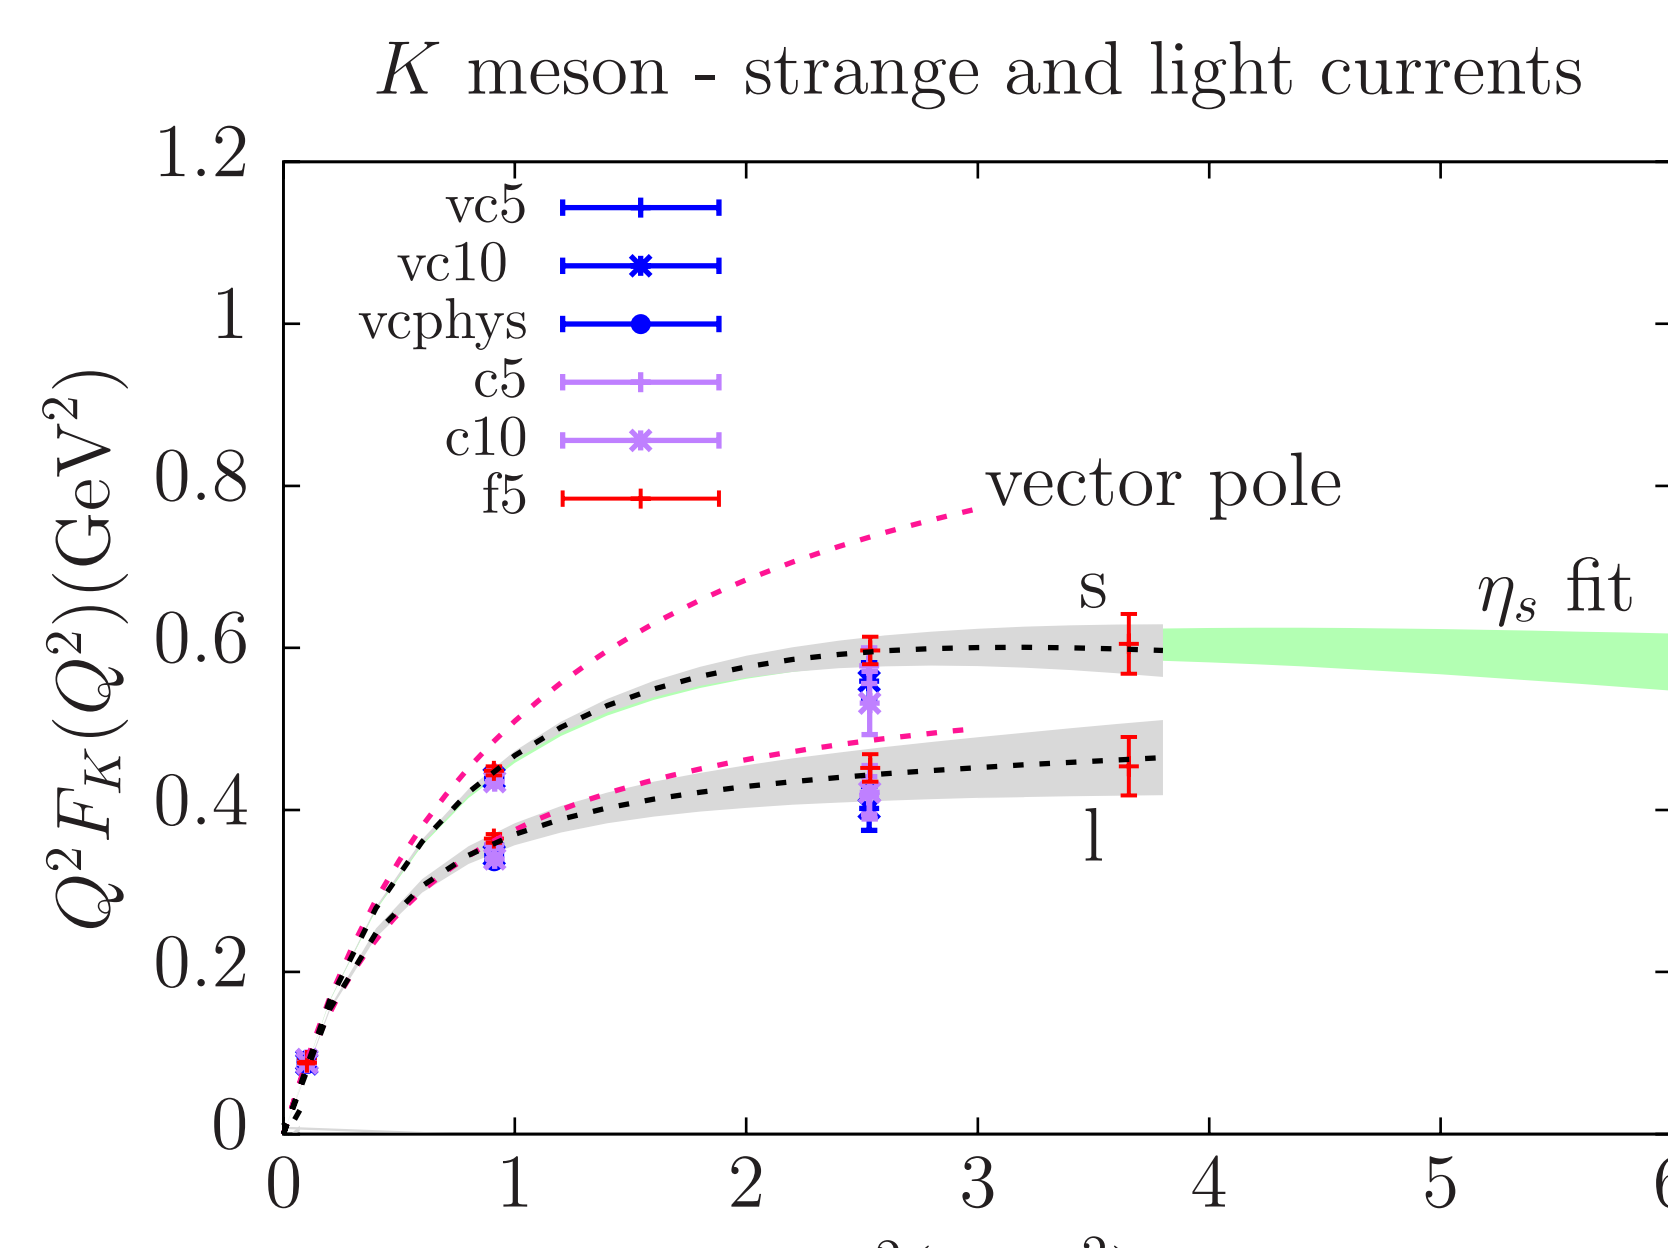 K meson - strange and light currents
1.2
1
0.8
0.6
0.4
0.2
0
Q²F_K(Q²)(GeV²)
vc5
vc10
vcphys
c5
c10
f5
vector pole
s
η_s fit
l
0 1 2 3 4 5